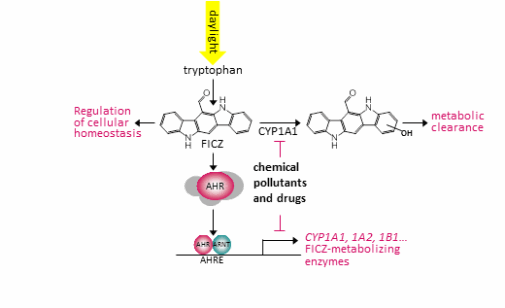 daylight
tryptophan
Regulation
of cellular
homeostasis
O
H
N
N
H
FICZ
CYP1A1
O
H
N
N
H
OH
metabolic
clearance
chemical
pollutants
and drugs
AHR
AHR ARNT
AHRE
CYP1A1, 1A2, 1B1...
FICZ-metabolizing
enzymes